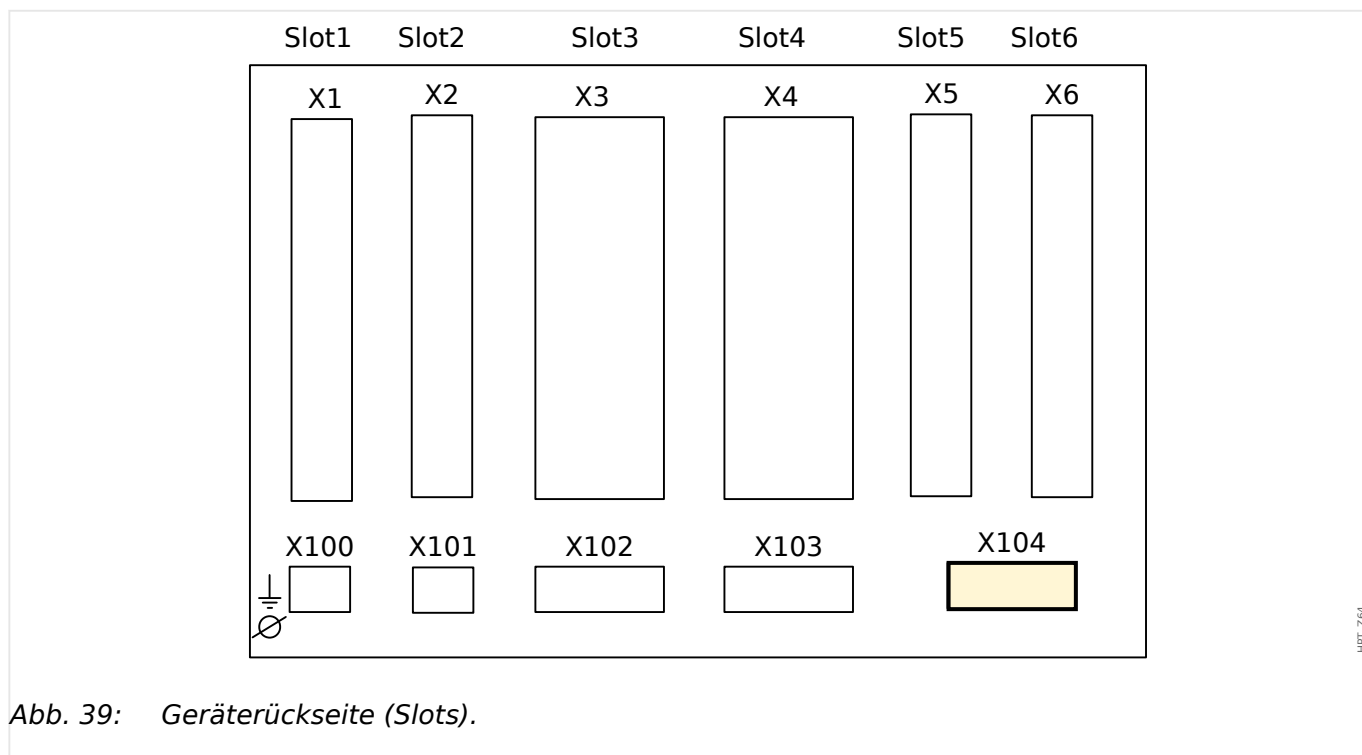 Slot1 Slot2 Slot3 Slot4 Slot5 Slot6
X1 X2 X3 X4 X5 X6
X100 X101 X102 X103 X104
HPT_Z64
Abb. 39: Geräterückseite (Slots).